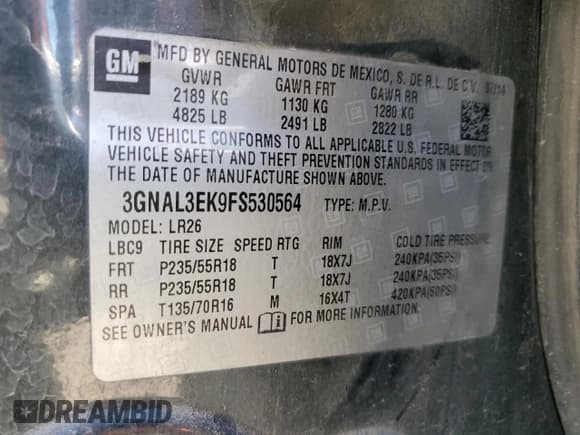 GM
MFD BY GENERAL MOTORS DE MEXICO, S. DE R.L. DE C.V. 07/14
GVWR GAWR FRT GAWR RR
2189 KG 1130 KG 1280 KG
4825 LB 2491 LB 2822 LB
THIS VEHICLE CONFORMS TO ALL APPLICABLE U.S. FEDERAL MOTOR
VEHICLE SAFETY AND THEFT PREVENTION STANDARDS IN EFFECT ON
THE DATE OF MANUFACTURE SHOWN ABOVE.
3GNAL3EK9FS530564 TYPE: M.P.V.
MODEL: LR26
LBC9 TIRE SIZE SPEED RTG RIM COLD TIRE PRESSURE
FRT P235/55R18 T 18X7J 240KPA(35PSI)
RR P235/55R18 T 18X7J 240KPA(35PSI)
SPA T135/70R16 M 16X4T 420KPA(60PSI)
SEE OWNER'S MANUAL FOR MORE INFORMATION.
DREAMBID